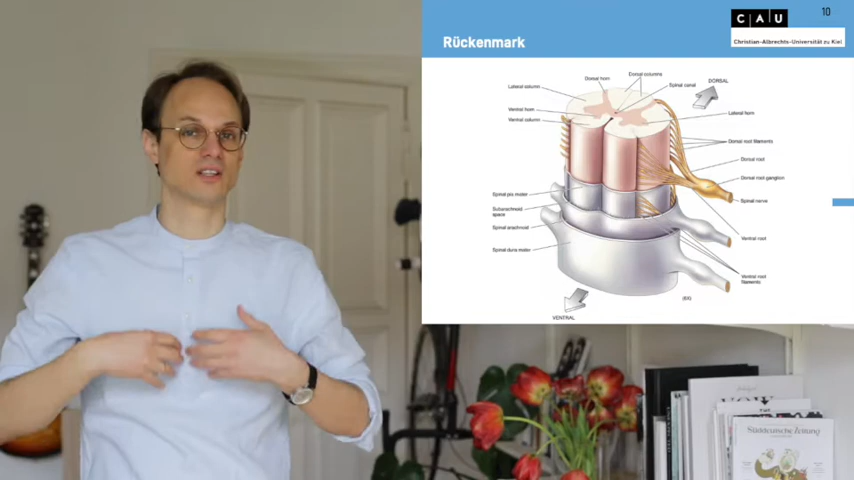 10
CAU
Christian-Albrechts-Universität zu Kiel
Rückenmark
Dorsal horn
Dorsal columns
Lateral column
Spinal canal
DORSAL
Ventral horn
Lateral horn
Ventral column
Dorsal root filaments
Dorsal root
Dorsal root ganglion
Spinal pia mater
Spinal nerve
Subarachnoid
space
Spinal arachnoid
Ventral root
Spinal dura mater
Ventral root
filaments
(6X)
VENTRAL
Süddeutsche Zeitung